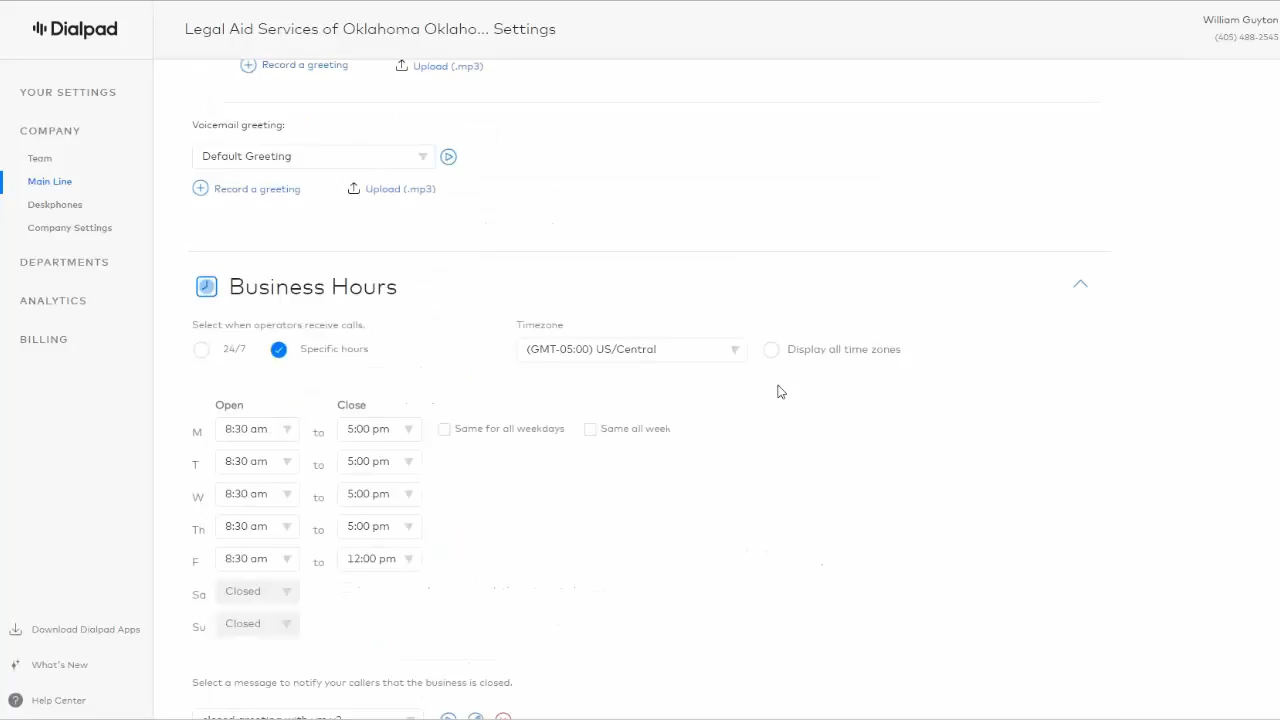 Dialpad
Legal Aid Services of Oklahoma Oklaho... Settings
William Guyton
(405) 488-2545
YOUR SETTINGS
COMPANY
Team
Main Line
Deskphones
Company Settings
DEPARTMENTS
ANALYTICS
BILLING
Download Dialpad Apps
What's New
Help Center
Record a greeting Upload (.mp3)
Voicemail greeting:
Default Greeting
Record a greeting Upload (.mp3)
Business Hours
Select when operators receive calls. Timezone
24/7 Specific hours (GMT-05:00) US/Central Display all time zones
Open Close
M 8:30 am to 5:00 pm Same for all weekdays Same all week
T 8:30 am to 5:00 pm
W 8:30 am to 5:00 pm
Th 8:30 am to 5:00 pm
F 8:30 am to 12:00 pm
Sa Closed
Su Closed
Select a message to notify your callers that the business is closed.